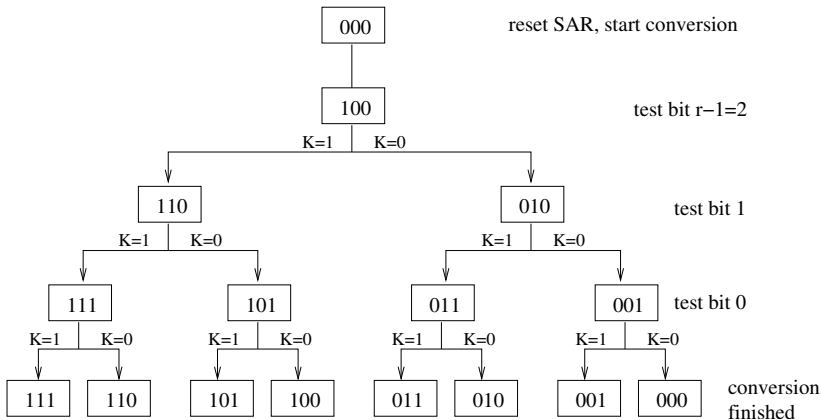 000 reset SAR, start conversion
100 test bit r−1=2
K=1 K=0
110 010 test bit 1
K=1 K=0 K=1 K=0
111 101 011 001 test bit 0
K=1 K=0 K=1 K=0 K=1 K=0 K=1 K=0
111 110 101 100 011 010 001 000 conversion
finished